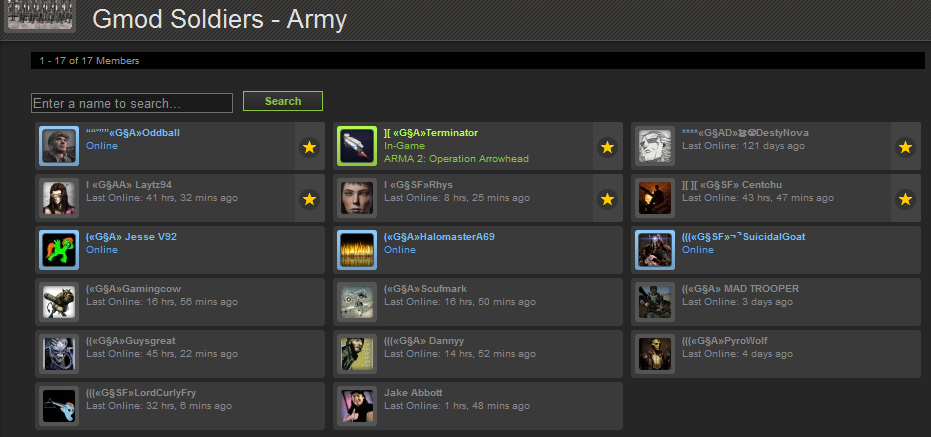 Gmod Soldiers - Army
1 - 17 of 17 Members
Enter a name to search... Search
«G§A»Oddball
Online
][ «G§A»Terminator
In-Game
ARMA 2: Operation Arrowhead
****«G§AD» DestyNova
Last Online: 121 days ago
I «G§AA» Laytz94
Last Online: 41 hrs, 32 mins ago
I «G§SF»Rhys
Last Online: 8 hrs, 25 mins ago
][ ][ «G§SF» Centchu
Last Online: 43 hrs, 47 mins ago
(«G§A» Jesse V92
Online
(«G§A»HalomasterA69
Online
(((«G§SF» SuicidalGoat
Online
(«G§A»Gamingcow
Last Online: 16 hrs, 56 mins ago
(«G§A»Scufmark
Last Online: 16 hrs, 50 mins ago
((«G§A» MAD TROOPER
Last Online: 3 days ago
((«G§A»Guysgreat
Last Online: 45 hrs, 22 mins ago
(((«G§A» Dannyy
Last Online: 14 hrs, 52 mins ago
(((«G§A»PyroWolf
Last Online: 4 days ago
(((«G§SF»LordCurlyFry
Last Online: 32 hrs, 6 mins ago
Jake Abbott
Last Online: 1 hrs, 48 mins ago